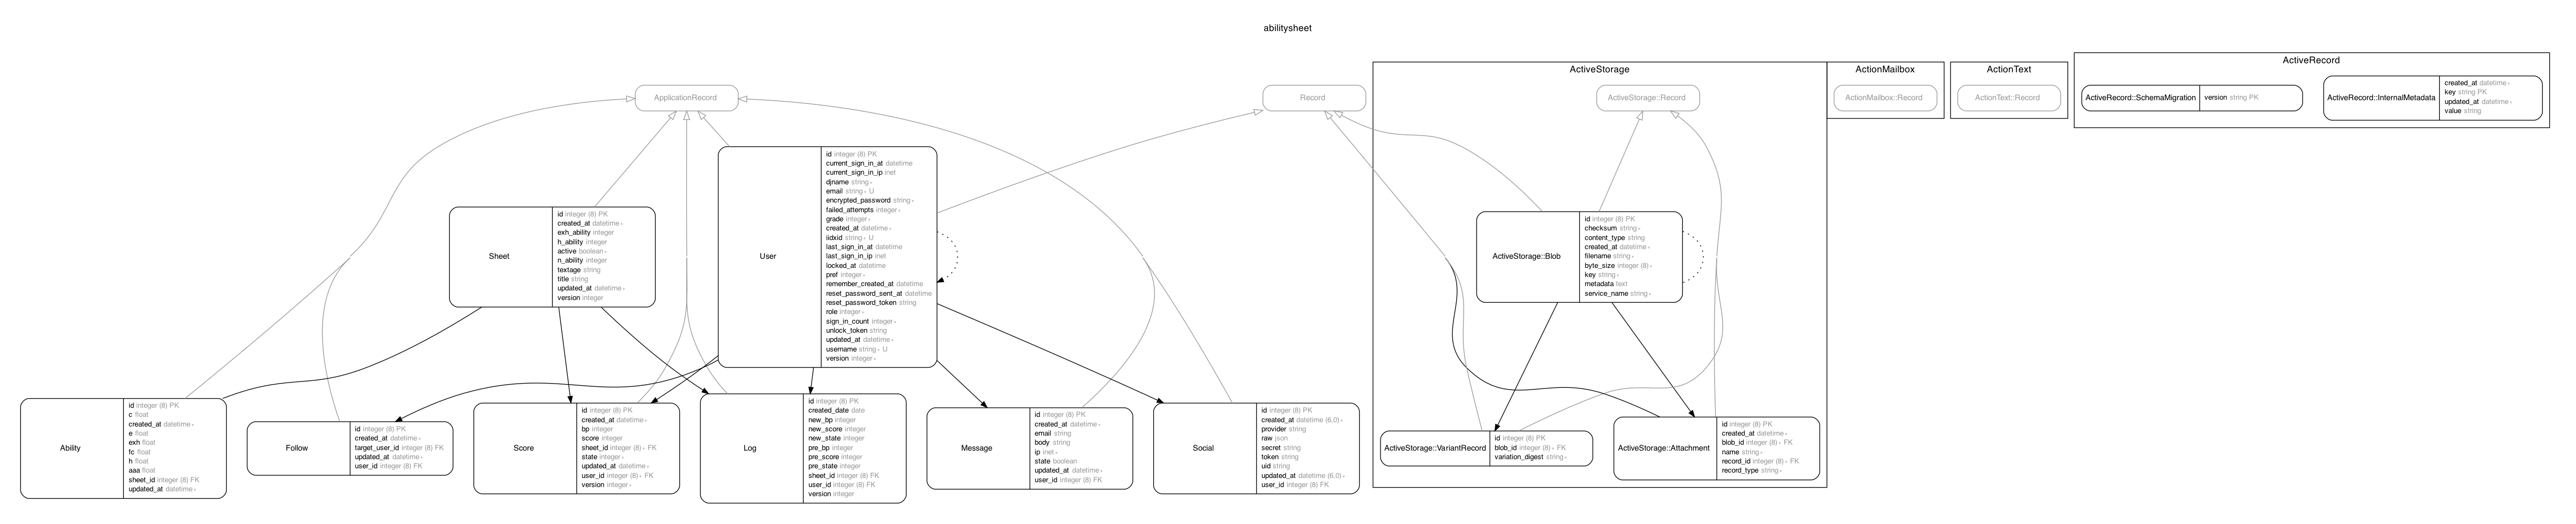 abilitysheet
ApplicationRecord
Record
ActiveStorage
ActiveStorage::Record
ActionMailbox
ActionMailbox::Record
ActionText
ActionText::Record
ActiveRecord
ActiveRecord::SchemaMigration
version string PK
ActiveRecord::InternalMetadata
created_at datetime *
key string PK
updated_at datetime *
value string
Sheet
id integer (8) PK
created_at datetime *
exh_ability integer
h_ability integer
active boolean *
n_ability integer
textage string
title string
updated_at datetime *
version integer
User
id integer (8) PK
current_sign_in_at datetime
current_sign_in_ip inet
djname string *
email string * U
encrypted_password string *
failed_attempts integer *
grade integer *
created_at datetime *
iidxid string * U
last_sign_in_at datetime
last_sign_in_ip inet
locked_at datetime
pref integer *
remember_created_at datetime
reset_password_sent_at datetime
reset_password_token string
role integer *
sign_in_count integer *
unlock_token string
updated_at datetime *
username string * U
version integer *
ActiveStorage::Blob
id integer (8) PK
checksum string *
content_type string
created_at datetime *
filename string *
byte_size integer (8) *
key string *
metadata text
service_name string *
Ability
id integer (8) PK
c float
created_at datetime *
e float
exh float
fc float
h float
aaa float
sheet_id integer (8) FK
updated_at datetime *
Follow
id integer (8) PK
created_at datetime *
target_user_id integer (8) FK
updated_at datetime *
user_id integer (8) FK
Score
id integer (8) PK
created_at datetime *
bp integer
score integer
sheet_id integer (8) * FK
state integer *
updated_at datetime *
user_id integer (8) * FK
version integer *
Log
id integer (8) PK
created_date date
new_bp integer
new_score integer
new_state integer
pre_bp integer
pre_score integer
pre_state integer
sheet_id integer (8) FK
user_id integer (8) FK
version integer
Message
id integer (8) PK
created_at datetime *
email string
body string
ip inet *
state boolean
updated_at datetime *
user_id integer (8) FK
Social
id integer (8) PK
created_at datetime (6,0) *
provider string
raw json
secret string
token string
uid string
updated_at datetime (6,0) *
user_id integer (8) FK
ActiveStorage::VariantRecord
id integer (8) PK
blob_id integer (8) * FK
variation_digest string *
ActiveStorage::Attachment
id integer (8) PK
created_at datetime *
blob_id integer (8) * FK
name string *
record_id integer (8) * FK
record_type string *